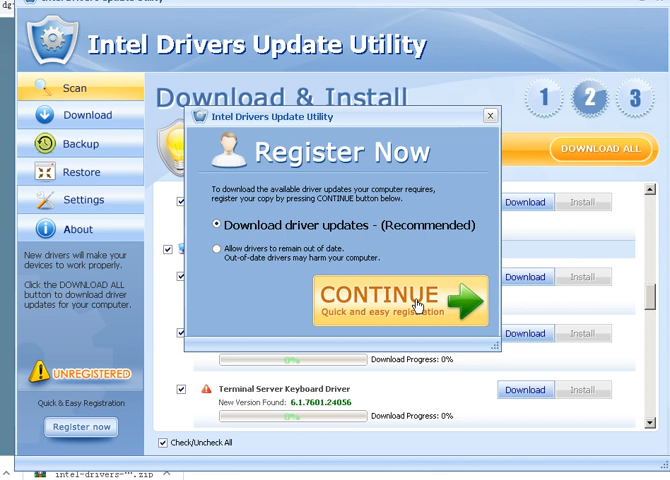 Intel Drivers Update Utility
Scan
Download
Backup
Restore
Settings
About
New drivers will make your
devices to work properly.
Click the DOWNLOAD ALL
button to download driver
updates for your computer.
UNREGISTERED
Quick & Easy Registration
Register now
Download & Install
1 2 3
DOWNLOAD ALL
Intel Drivers Update Utility
X
Register Now
To download the available driver updates your computer requires,
register your copy by pressing CONTINUE button below.
Download driver updates - (Recommended)
Allow drivers to remain out of date.
Out-of-date drivers may harm your computer.
CONTINUE
Quick and easy registration
Download Install
Download Install
Download Install
0% Download Progress: 0%
Terminal Server Keyboard Driver
New Version Found: 6.1.7601.24056
Download Install
0% Download Progress: 0%
Check/Uncheck All
intel-drivers-"".zip